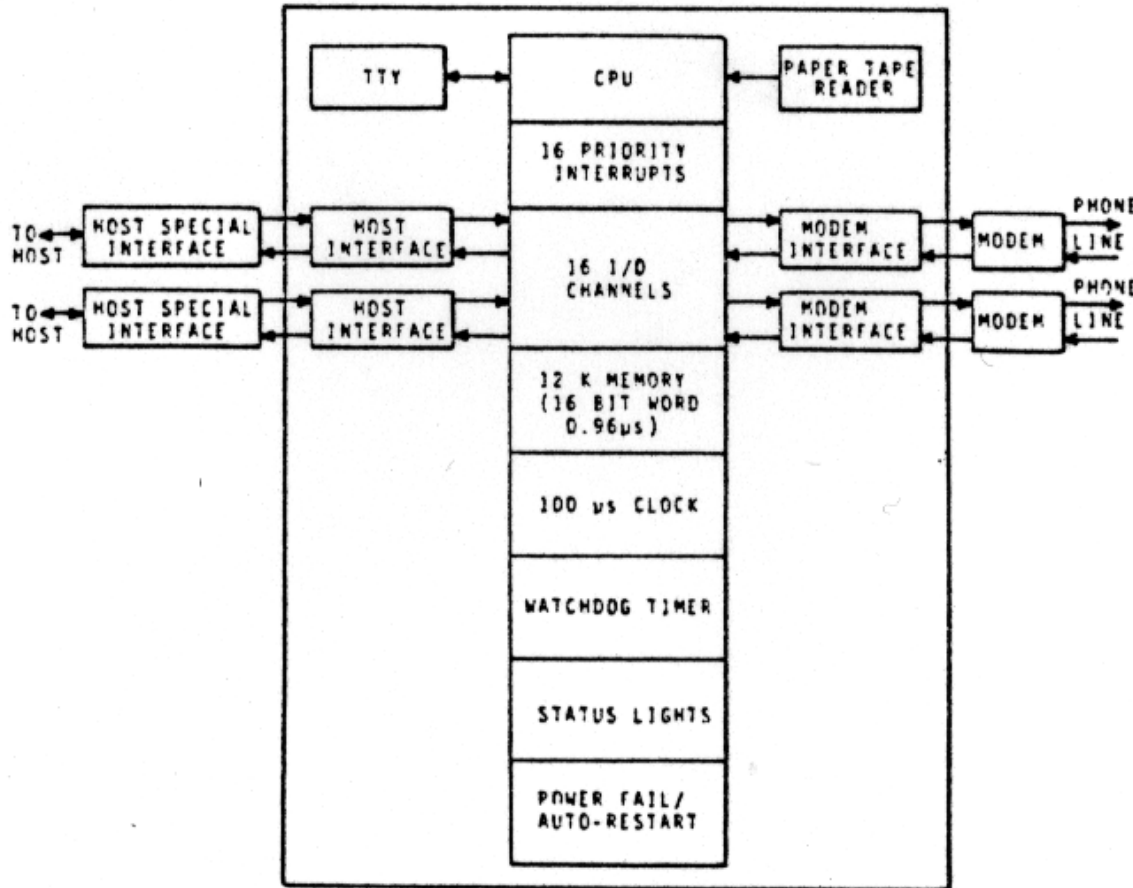 TTY
CPU
PAPER TAPE
READER
16 PRIORITY
INTERRUPTS
TO
HOST
HOST SPECIAL
INTERFACE
HOST
INTERFACE
16 I/O
CHANNELS
MODEM
INTERFACE
MODEM
PHONE
LINE
TO
HOST
HOST SPECIAL
INTERFACE
HOST
INTERFACE
MODEM
INTERFACE
MODEM
PHONE
LINE
12 K MEMORY
(16 BIT WORD
0.96µs)
100 µs CLOCK
WATCHDOG TIMER
STATUS LIGHTS
POWER FAIL/
AUTO-RESTART